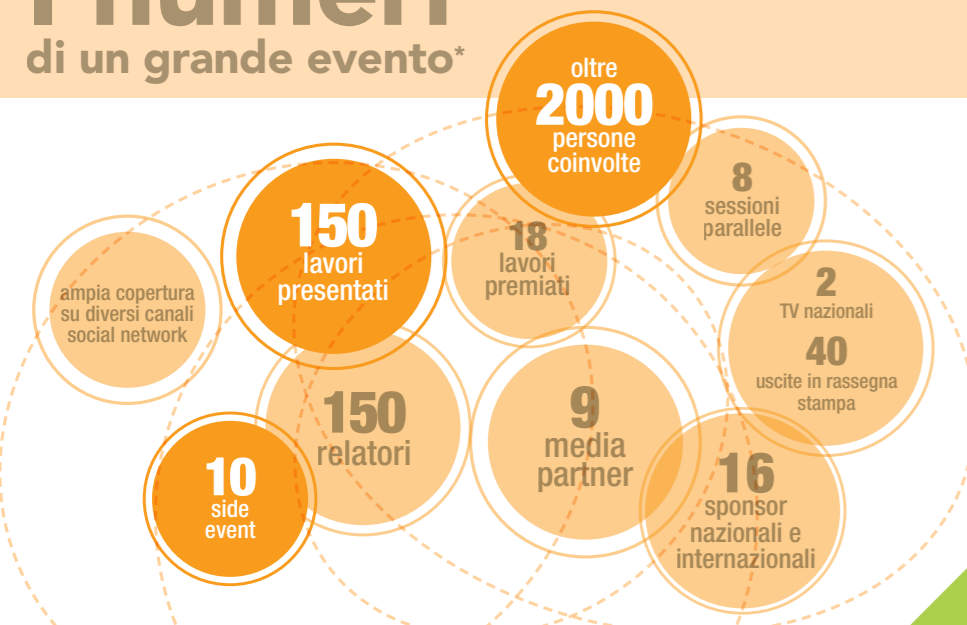 I numeri
di un grande evento*
oltre
2000
persone
coinvolte
8
sessioni
parallele
150
lavori
presentati
18
lavori
premiati
2
TV nazionali
40
uscite in rassegna
stampa
ampia copertura
su diversi canali
social network
150
relatori
9
media
partner
10
side
event
16
sponsor
nazionali e
internazionali